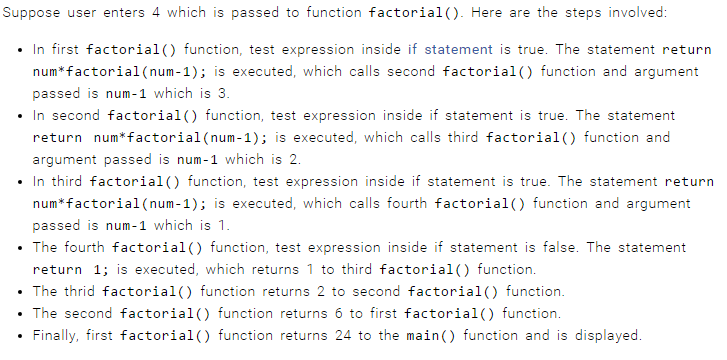 Suppose user enters 4 which is passed to function factorial(). Here are the steps involved:
• In first factorial() function, test expression inside if statement is true. The statement return
num*factorial(num-1); is executed, which calls second factorial() function and argument
passed is num-1 which is 3.
• In second factorial() function, test expression inside if statement is true. The statement
return num*factorial(num-1); is executed, which calls third factorial() function and
argument passed is num-1 which is 2.
• In third factorial() function, test expression inside if statement is true. The statement return
num*factorial(num-1); is executed, which calls fourth factorial() function and argument
passed is num-1 which is 1.
• The fourth factorial() function, test expression inside if statement is false. The statement
return 1; is executed, which returns 1 to third factorial() function.
• The thrid factorial() function returns 2 to second factorial() function.
• The second factorial() function returns 6 to first factorial() function.
• Finally, first factorial() function returns 24 to the main() function and is displayed.